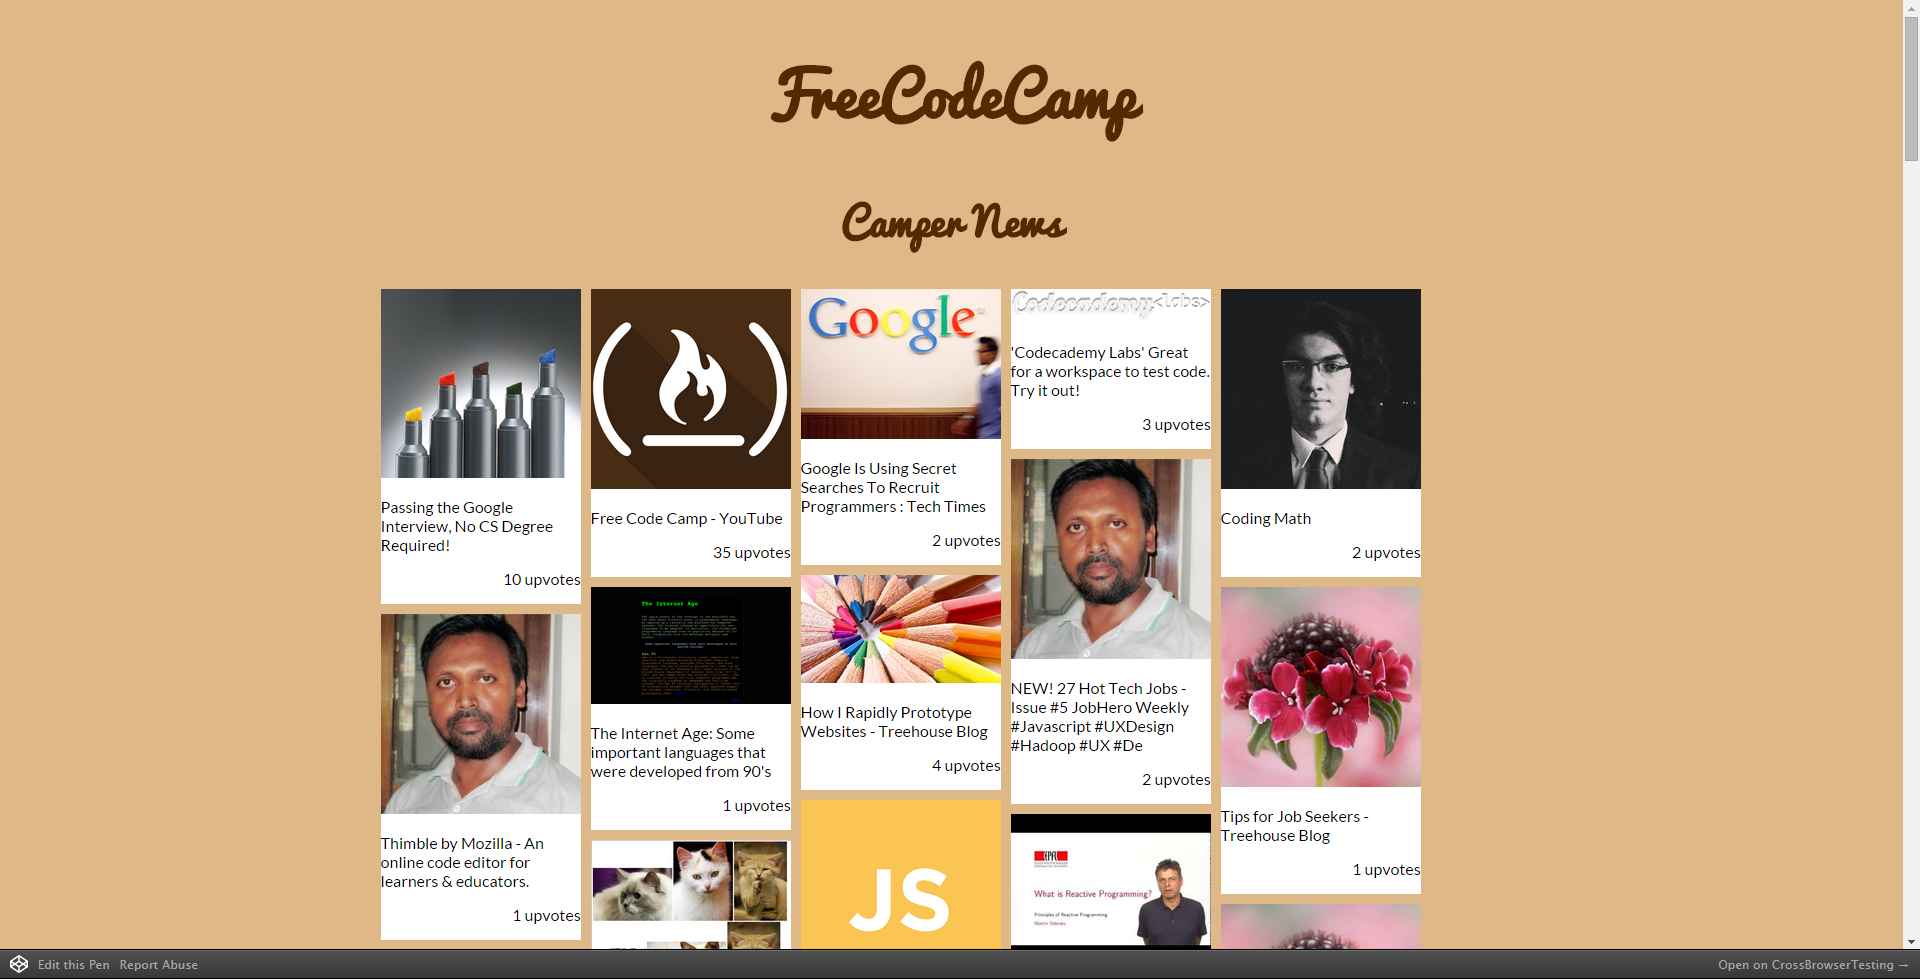 FreeCodeCamp
Camper News
Passing the Google
Interview, No CS Degree
Required!
10 upvotes
Thimble by Mozilla - An
online code editor for
learners & educators.
1 upvotes
Free Code Camp - YouTube
35 upvotes
The Internet Age
The Internet Age: Some
important languages that
were developed from 90's
1 upvotes
Google
Google Is Using Secret
Searches To Recruit
Programmers : Tech Times
2 upvotes
How I Rapidly Prototype
Websites - Treehouse Blog
4 upvotes
JS
Codecademy<labs>
'Codecademy Labs' Great
for a workspace to test code.
Try it out!
3 upvotes
NEW! 27 Hot Tech Jobs -
Issue #5 JobHero Weekly
#Javascript #UXDesign
#Hadoop #UX #De
2 upvotes
What is Reactive Programming?
Principles of Reactive Programming
Martin Odersky
Coding Math
2 upvotes
Tips for Job Seekers -
Treehouse Blog
1 upvotes
Edit this Pen Report Abuse
Open on CrossBrowserTesting →